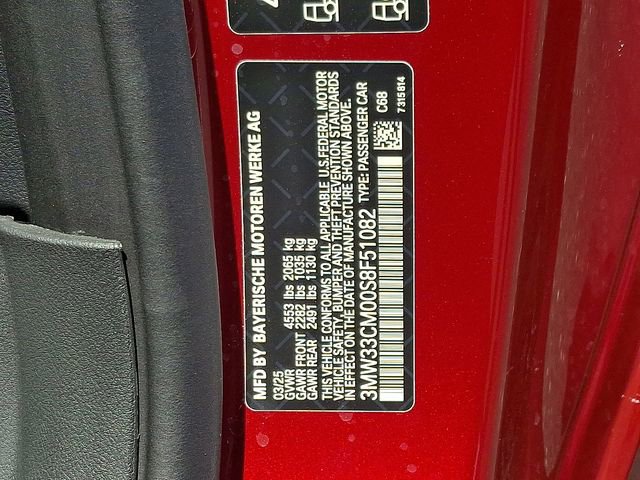 MFD BY BAYERISCHE MOTOREN WERKE AG
03/25
GVWR 4553 lbs 2065 kg
GAWR FRONT 2282 lbs 1035 kg
GAWR REAR 2491 lbs 1130 kg
THIS VEHICLE CONFORMS TO ALL APPLICABLE U.S. FEDERAL MOTOR
VEHICLE SAFETY, BUMPER AND THEFT PREVENTION STANDARDS
IN EFFECT ON THE DATE OF MANUFACTURE SHOWN ABOVE.
3MW33CM00S8F51082 TYPE: PASSENGER CAR
C68
7315814